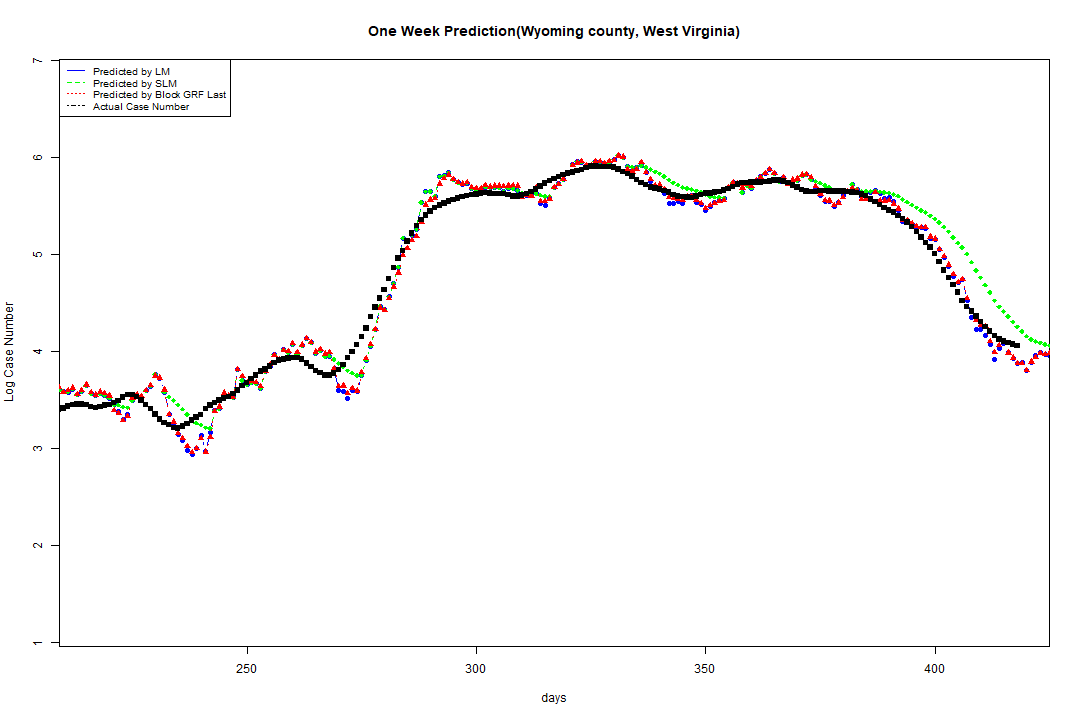 One Week Prediction(Wyoming county, West Virginia)
Predicted by LM
Predicted by SLM
Predicted by Block GRF Last
Actual Case Number
7
6
5
4
3
2
1
Log Case Number
250 300 350 400
days